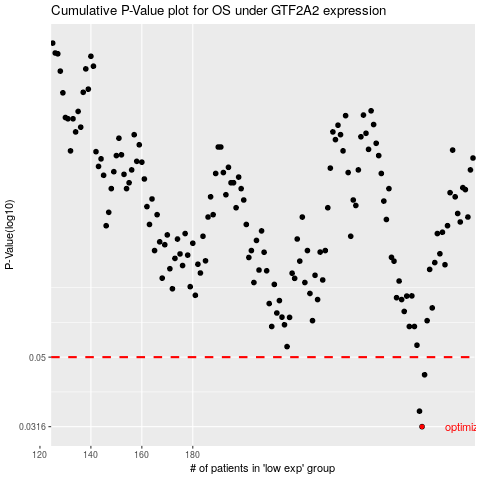 Cumulative P-Value plot for OS under GTF2A2 expression
P-Value(log10)
0.05
0.0316
optimiz
120 140 160 180
# of patients in 'low exp' group